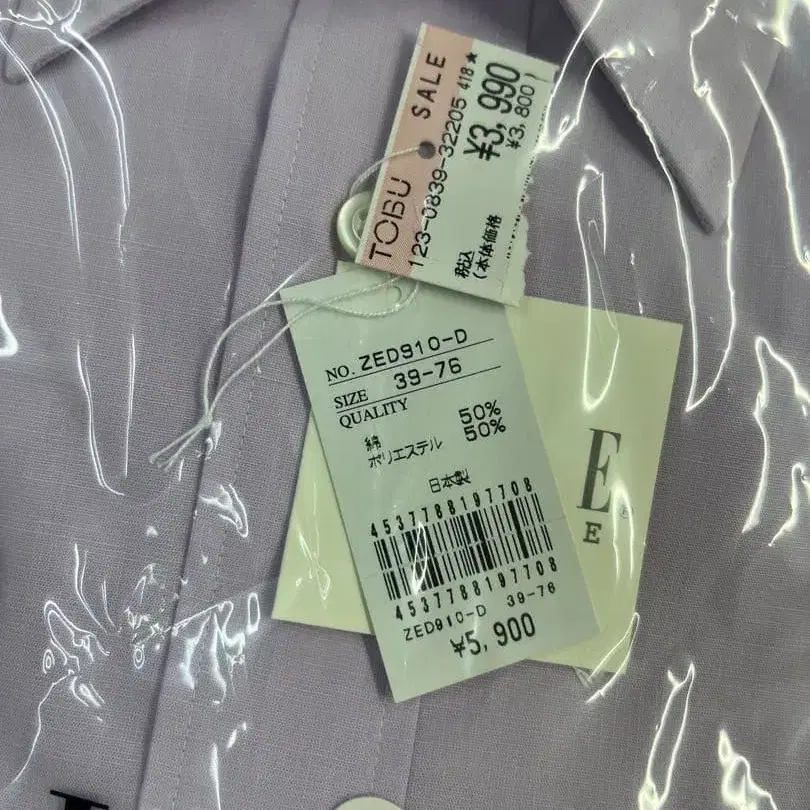 TOBU SALE
123-0839-32205 418★
税込 ¥3,990
(本体価格 ¥3,800)
NO. ZED910-D
SIZE 39-76
QUALITY
綿 50%
ポリエステル 50%
日本製
4537788197708
4537788197708
ZED910-D 39-76
¥5,900
E
E